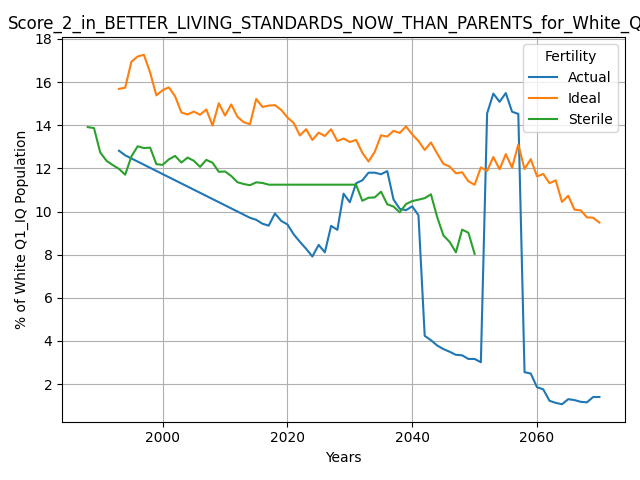 Score_2_in_BETTER_LIVING_STANDARDS_NOW_THAN_PARENTS_for_White_Q
18
16
14
12
10
8
6
4
2
% of White Q1_IQ Population
2000
2020
2040
2060
Years
Fertility
Actual
Ideal
Sterile